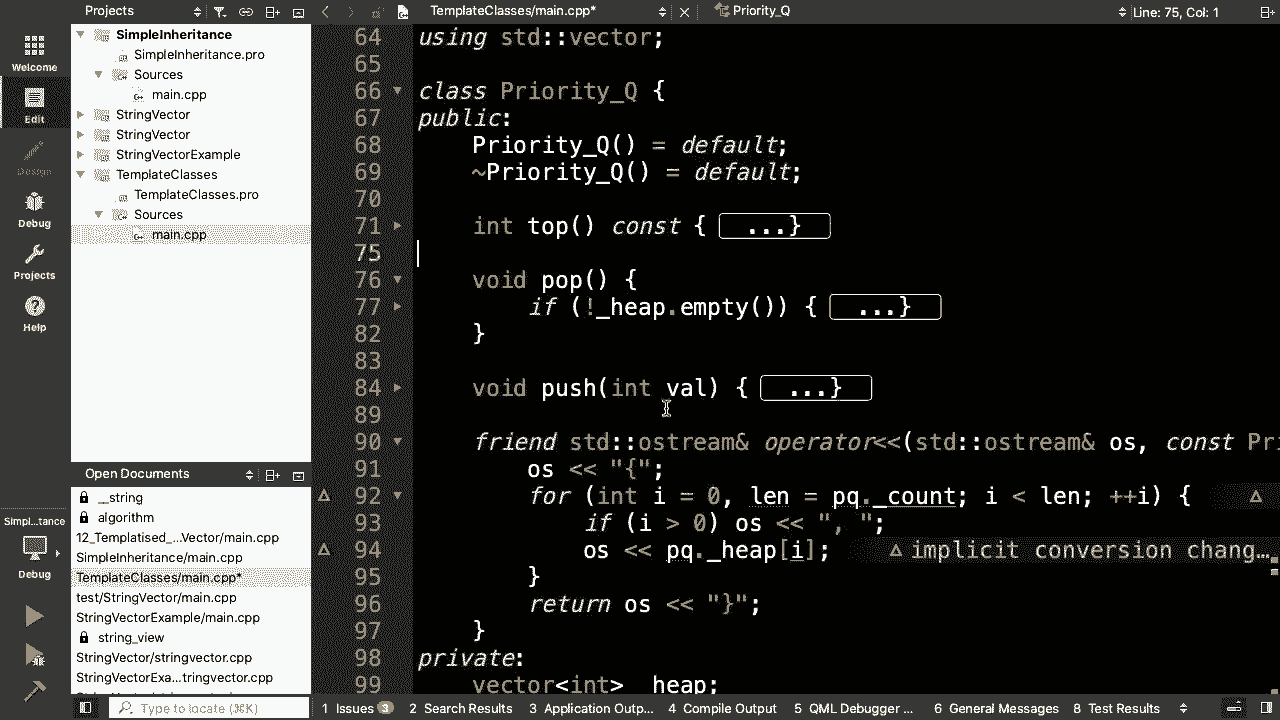 Projects
TemplateClasses/main.cpp*
Priority_Q
Line: 75, Col: 1
Welcome
Edit
Design
Debug
Projects
Help
Simpl...tance
Debug
SimpleInheritance
SimpleInheritance.pro
Sources
main.cpp
StringVector
StringVector
StringVectorExample
TemplateClasses
TemplateClasses.pro
Sources
main.cpp
Open Documents
__string
algorithm
12_Templatised_...Vector/main.cpp
SimpleInheritance/main.cpp
TemplateClasses/main.cpp*
test/StringVector/main.cpp
StringVectorExample/main.cpp
string_view
StringVector/stringvector.cpp
StringVectorExa...tringvector.cpp
64 using std::vector;
65
66 class Priority_Q {
67 public:
68 Priority_Q() = default;
69 ~Priority_Q() = default;
70
71 int top() const { ...}
75
76 void pop() {
77 if (!_heap.empty()) { ...}
82 }
83
84 void push(int val) { ...}
89
90 friend std::ostream& operator<<(std::ostream& os, const Pri
91 os << "{";
92 for (int i = 0, len = pq._count; i < len; ++i) {
93 if (i > 0) os << ", ";
94 os << pq._heap[i]; implicit conversion chang...
95 }
96 return os << "}";
97 }
98 private:
99 vector<int> _heap;
Type to locate (⌘K)
1 Issues 3
2 Search Results
3 Application Outp...
4 Compile Output
5 QML Debugger ...
6 General Messages
8 Test Results